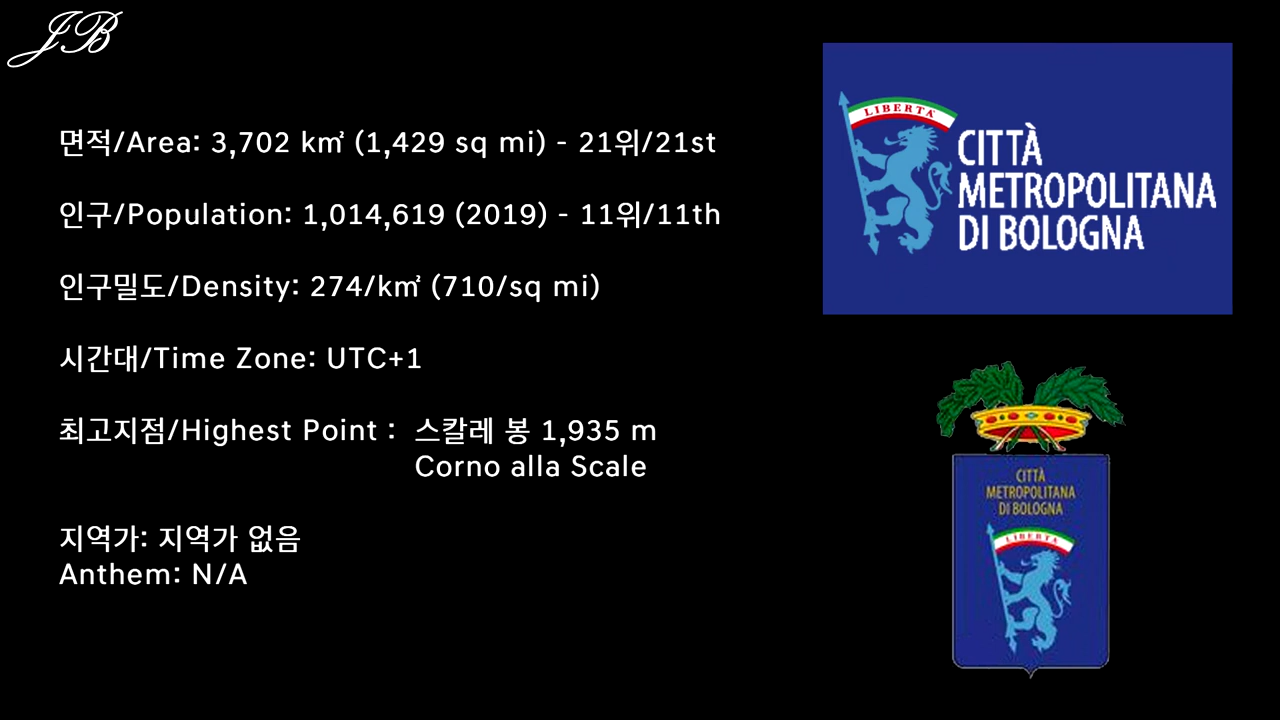 JB
면적/Area: 3,702 ㎢ (1,429 sq mi) - 21위/21st
인구/Population: 1,014,619 (2019) - 11위/11th
인구밀도/Density: 274/㎢ (710/sq mi)
시간대/Time Zone: UTC+1
최고지점/Highest Point : 스칼레 봉 1,935 m
Corno alla Scale
지역가: 지역가 없음
Anthem: N/A
LIBERTA
CITTÀ
METROPOLITANA
DI BOLOGNA
CITTÀ
METROPOLITANA
DI BOLOGNA
LIBERTA